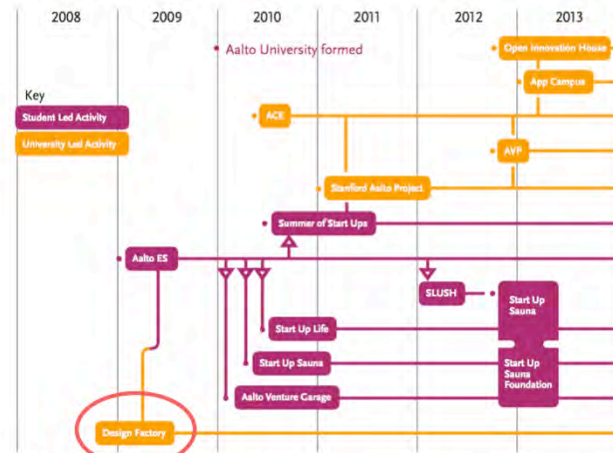 2008 2009 2010 2011 2012 2013
Aalto University formed
Open Innovation House
App Campus
Key
Student Led Activity
University Led Activity
ACE
AVP
Stanford Aalto Project
Summer of Start Ups
Aalto ES
SLUSH
Start Up
Sauna
Start Up Life
Start Up Sauna
Start Up
Sauna
Foundation
Aalto Venture Garage
Design Factory